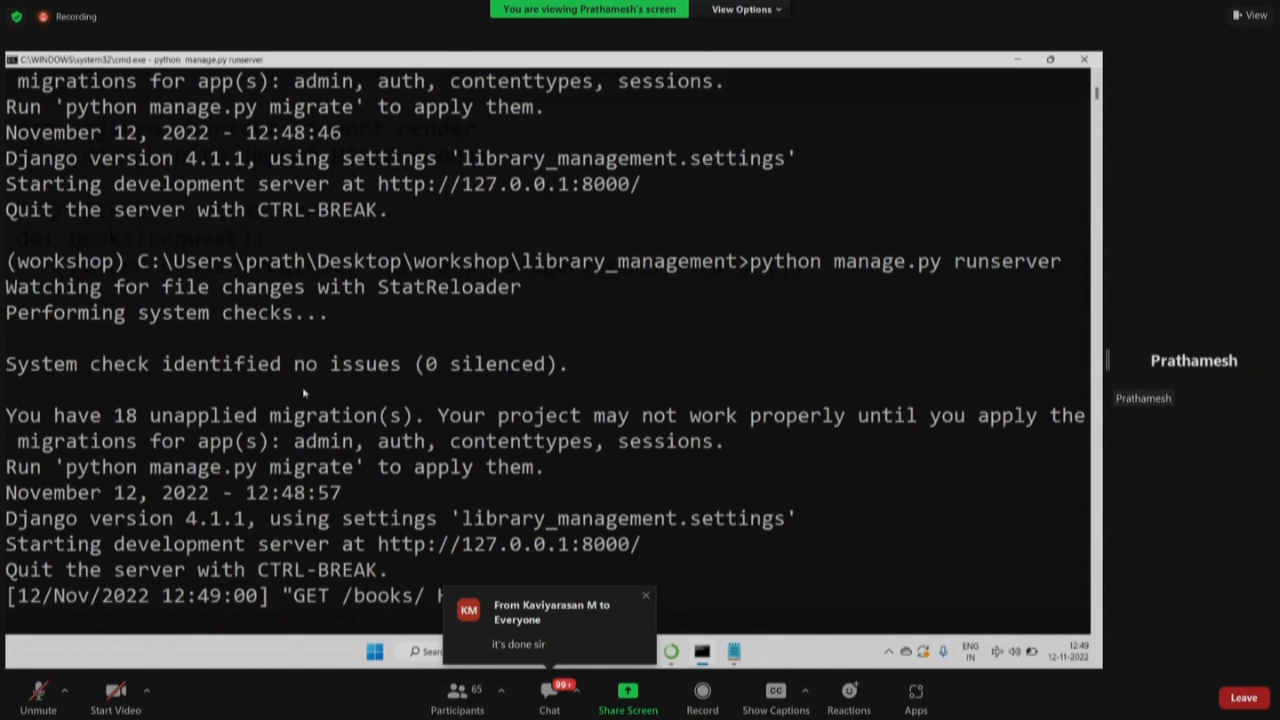 Recording
You are viewing Prathamesh's screen
View Options
View
C:\WINDOWS\system32\cmd.exe - python manage.py runserver
migrations for app(s): admin, auth, contenttypes, sessions.
Run 'python manage.py migrate' to apply them.
November 12, 2022 - 12:48:46
Django version 4.1.1, using settings 'library_management.settings'
Starting development server at http://127.0.0.1:8000/
Quit the server with CTRL-BREAK.
(workshop) C:\Users\prath\Desktop\workshop\library_management>python manage.py runserver
Watching for file changes with StatReloader
Performing system checks...
System check identified no issues (0 silenced).
You have 18 unapplied migration(s). Your project may not work properly until you apply the
migrations for app(s): admin, auth, contenttypes, sessions.
Run 'python manage.py migrate' to apply them.
November 12, 2022 - 12:48:57
Django version 4.1.1, using settings 'library_management.settings'
Starting development server at http://127.0.0.1:8000/
Quit the server with CTRL-BREAK.
[12/Nov/2022 12:49:00] "GET /books/
Prathamesh
Prathamesh
KM
From Kaviyarasan M to
Everyone
it's done sir
ENG
IN
12:49
12-11-2022
Unmute
Start Video
65
Participants
99+
Chat
Share Screen
Record
CC
Show Captions
Reactions
Apps
Leave